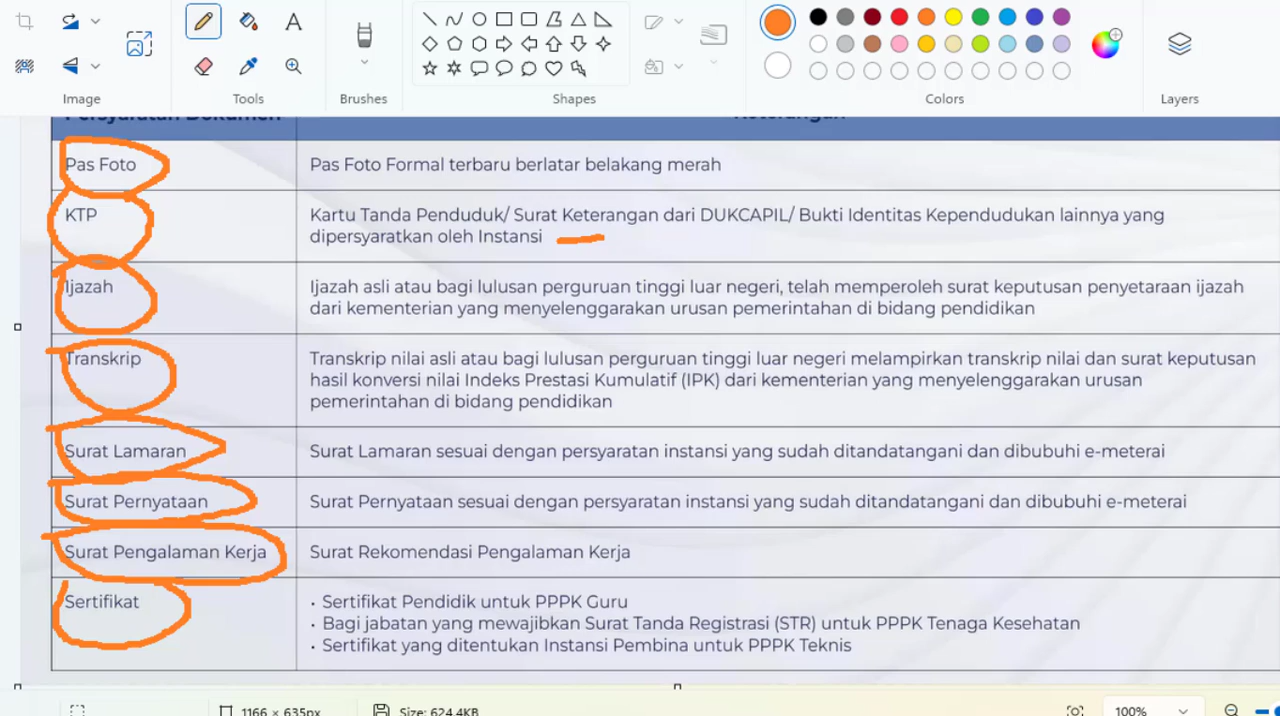 Image
Tools
Brushes
Shapes
Colors
Layers
Persyaratan Dokumen
Keterangan
Pas Foto
Pas Foto Formal terbaru berlatar belakang merah
KTP
Kartu Tanda Penduduk/ Surat Keterangan dari DUKCAPIL/ Bukti Identitas Kependudukan lainnya yang
dipersyaratkan oleh Instansi
Ijazah
Ijazah asli atau bagi lulusan perguruan tinggi luar negeri, telah memperoleh surat keputusan penyetaraan ijazah
dari kementerian yang menyelenggarakan urusan pemerintahan di bidang pendidikan
Transkrip
Transkrip nilai asli atau bagi lulusan perguruan tinggi luar negeri melampirkan transkrip nilai dan surat keputusan
hasil konversi nilai Indeks Prestasi Kumulatif (IPK) dari kementerian yang menyelenggarakan urusan
pemerintahan di bidang pendidikan
Surat Lamaran
Surat Lamaran sesuai dengan persyaratan instansi yang sudah ditandatangani dan dibubuhi e-meterai
Surat Pernyataan
Surat Pernyataan sesuai dengan persyaratan instansi yang sudah ditandatangani dan dibubuhi e-meterai
Surat Pengalaman Kerja
Surat Rekomendasi Pengalaman Kerja
Sertifikat
• Sertifikat Pendidik untuk PPPK Guru
• Bagi jabatan yang mewajibkan Surat Tanda Registrasi (STR) untuk PPPK Tenaga Kesehatan
• Sertifikat yang ditentukan Instansi Pembina untuk PPPK Teknis
1166 × 635px
Size: 624.4KB
100%